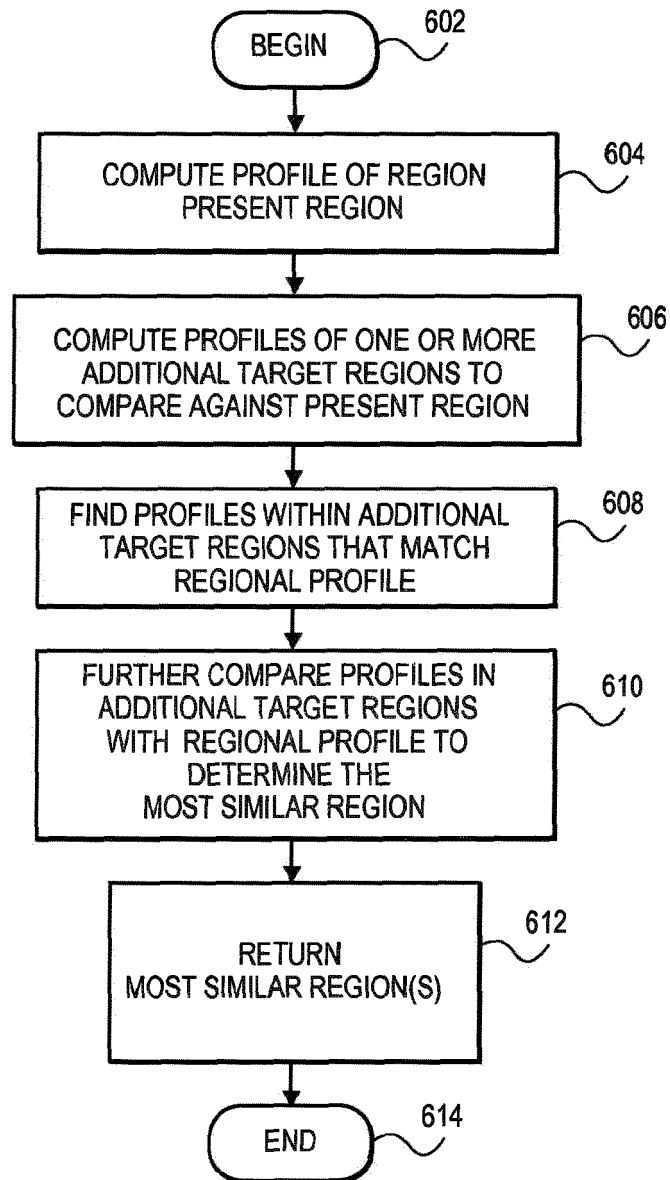 BEGIN
602
COMPUTE PROFILE OF REGION
PRESENT REGION
604
COMPUTE PROFILES OF ONE OR MORE
ADDITIONAL TARGET REGIONS TO
COMPARE AGAINST PRESENT REGION
606
FIND PROFILES WITHIN ADDITIONAL
TARGET REGIONS THAT MATCH
REGIONAL PROFILE
608
FURTHER COMPARE PROFILES IN
ADDITIONAL TARGET REGIONS
WITH REGIONAL PROFILE TO
DETERMINE THE
MOST SIMILAR REGION
610
RETURN
MOST SIMILAR REGION(S)
612
END
614